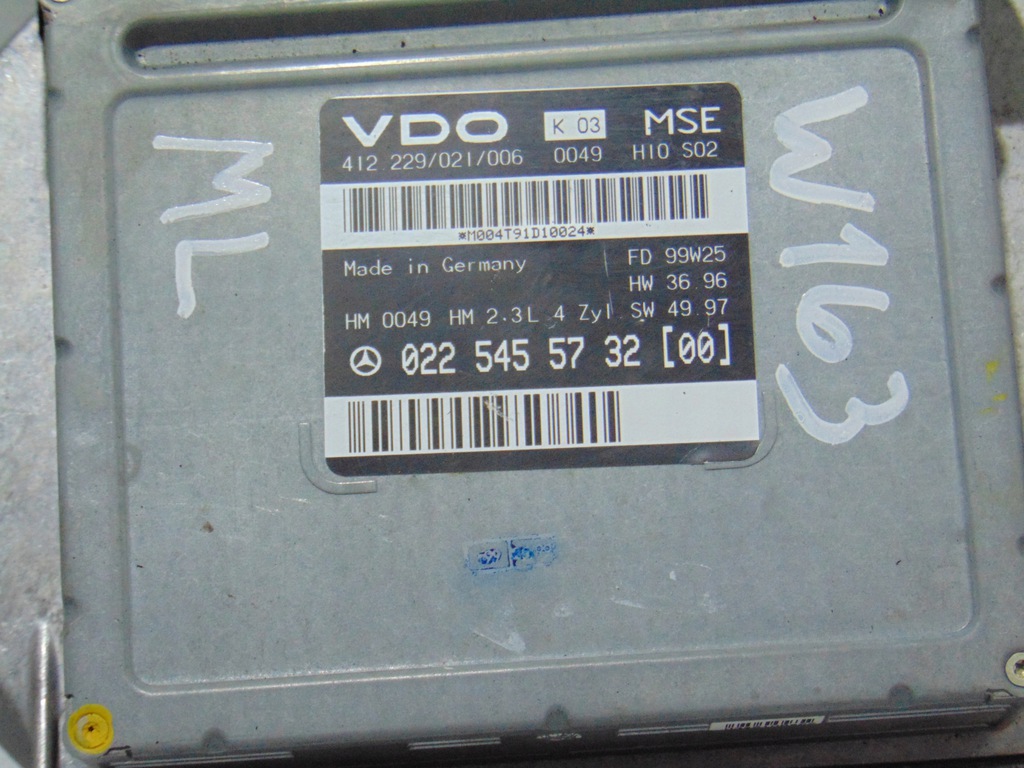 VDO K 03 MSE
412 229/021/006 0049 H10 S02
*M004T91D10024*
Made in Germany FD 99W25
HW 36 96
HM 0049 HM 2.3L 4 Zyl SW 49 97
022 545 57 32 [00]
ML
W163